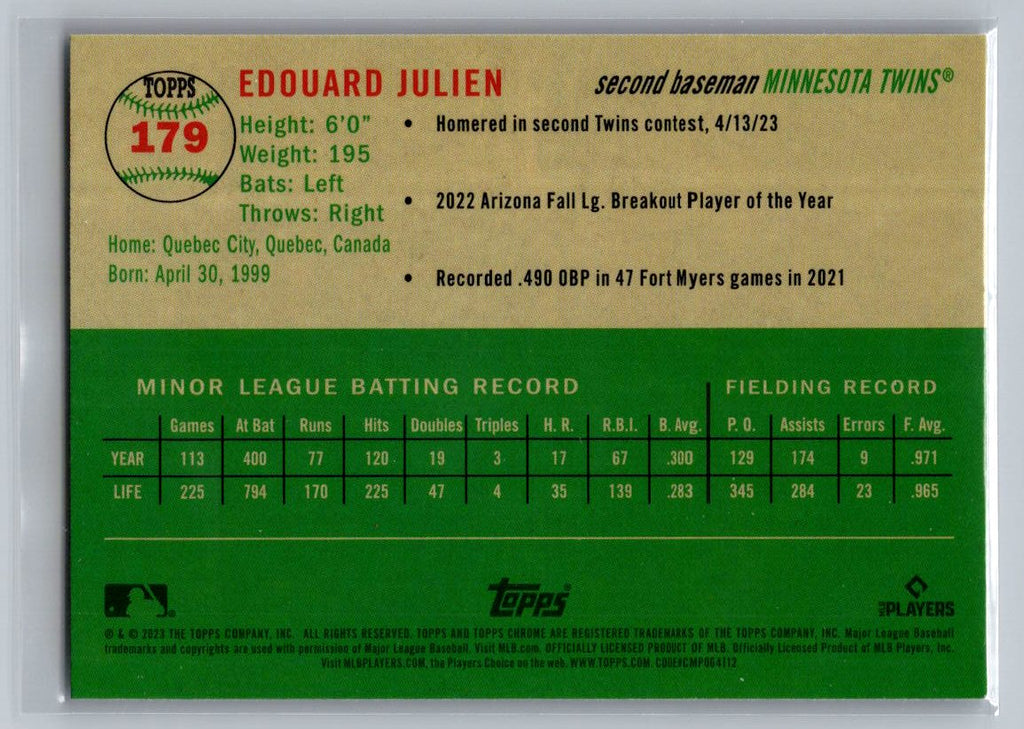 TOPPS
179
EDOUARD JULIEN
second baseman MINNESOTA TWINS®
Height: 6'0"
Weight: 195
Bats: Left
Throws: Right
Home: Quebec City, Quebec, Canada
Born: April 30, 1999
• Homered in second Twins contest, 4/13/23
• 2022 Arizona Fall Lg. Breakout Player of the Year
• Recorded .490 OBP in 47 Fort Myers games in 2021
MINOR LEAGUE BATTING RECORD FIELDING RECORD
Games At Bat Runs Hits Doubles Triples H. R. R.B.I. B. Avg. P. O. Assists Errors F. Avg.
YEAR 113 400 77 120 19 3 17 67 .300 129 174 9 .971
LIFE 225 794 170 225 47 4 35 139 .283 345 284 23 .965
Topps®
MLB PLAYERS
® & © 2023 THE TOPPS COMPANY, INC. ALL RIGHTS RESERVED. TOPPS AND TOPPS CHROME ARE REGISTERED TRADEMARKS OF THE TOPPS COMPANY, INC. Major League Baseball
trademarks and copyrights are used with permission of Major League Baseball. Visit MLB.com. OFFICIALLY LICENSED PRODUCT OF MLB. Officially Licensed Product of MLB Players, Inc.
Visit MLBPLAYERS.COM, the Players Choice on the web. WWW.TOPPS.COM. CODE#CMP064112